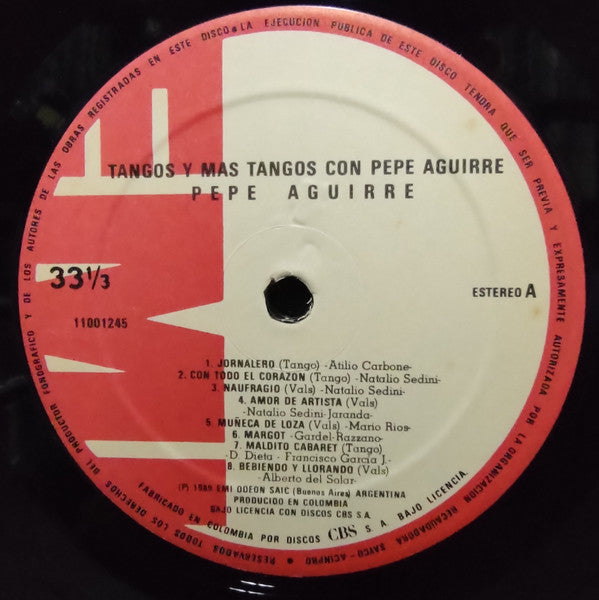 RESERVADOS TODOS LOS DERECHOS DEL PRODUCTOR FONOGRAFICO Y DE LOS AUTORES DE LAS OBRAS REGISTRADAS EN ESTE DISCO • LA EJECUCION PUBLICA DE ESTE DISCO TENDRA QUE SER PREVIA Y EXPRESAMENTE AUTORIZADA POR LA ORGANIZACION RECAUDADORA SAYCO - ACINPRO •
TANGOS Y MAS TANGOS CON PEPE AGUIRRE
PEPE AGUIRRE
33 1/3
11001245
ESTEREO A
1. JORNALERO (Tango) -Atilio Carbone-
2. CON TODO EL CORAZON (Tango) -Natalio Sedini-
3. NAUFRAGIO (Vals) -Natalio Sedini-
4. AMOR DE ARTISTA (Vals)
-Natalio Sedini-Jaranda-
5. MUÑECA DE LOZA (Vals) -Mario Rios-
6. MARGOT -Gardel-Razzano-
7. MALDITO CABARET (Tango)
-D. Dieta - Francisco García J.-
8. BEBIENDO Y LLORANDO (Vals)
-Alberto del Solar-
(P) 1989 EMI ODEON SAIC (Buenos Aires) ARGENTINA
PRODUCIDO EN COLOMBIA
BAJO LICENCIA CON DISCOS CBS S.A.
FABRICADO EN COLOMBIA POR DISCOS CBS S. A. BAJO LICENCIA.